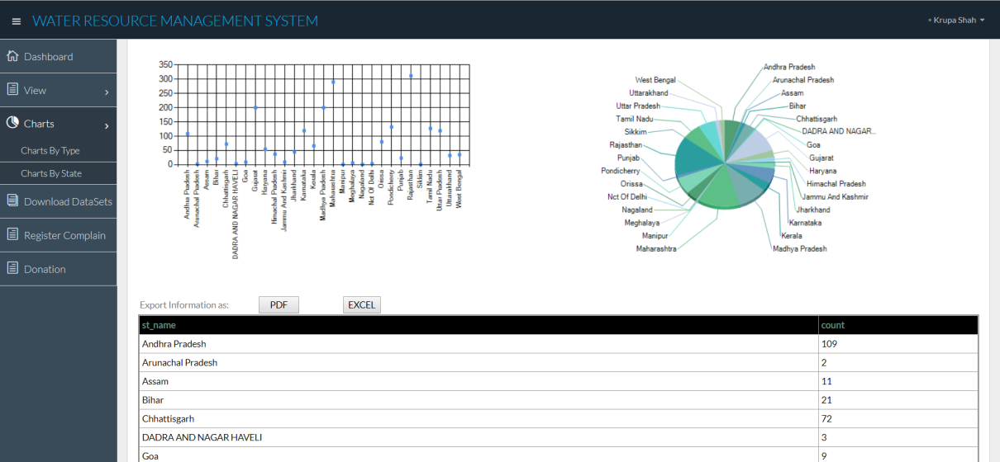 WATER RESOURCE MANAGEMENT SYSTEM
Krupa Shah
Dashboard
View
Charts
Charts By Type
Charts By State
Download DataSets
Register Complain
Donation
350
300
250
200
150
100
50
0
Andhra Pradesh
Arunachal Pradesh
Assam
Bihar
Chhattisgarh
DADRA AND NAGAR HAVELI
Goa
Gujarat
Haryana
Himachal Pradesh
Jammu And Kashmir
Jharkhand
Karnataka
Kerala
Madhya Pradesh
Maharashtra
Manipur
Meghalaya
Nagaland
Nct Of Delhi
Orissa
Pondicherry
Punjab
Rajasthan
Sikkim
Tamil Nadu
Uttar Pradesh
Uttarakhand
West Bengal
Andhra Pradesh
Arunachal Pradesh
Assam
Bihar
Chhattisgarh
DADRA AND NAGAR...
Goa
Gujarat
Haryana
Himachal Pradesh
Jammu And Kashmir
Jharkhand
Karnataka
Kerala
Madhya Pradesh
West Bengal
Uttarakhand
Uttar Pradesh
Tamil Nadu
Sikkim
Rajasthan
Punjab
Pondicherry
Orissa
Nct Of Delhi
Nagaland
Meghalaya
Manipur
Maharashtra
Export Information as: PDF EXCEL
st_name count
Andhra Pradesh 109
Arunachal Pradesh 2
Assam 11
Bihar 21
Chhattisgarh 72
DADRA AND NAGAR HAVELI 3
Goa 9